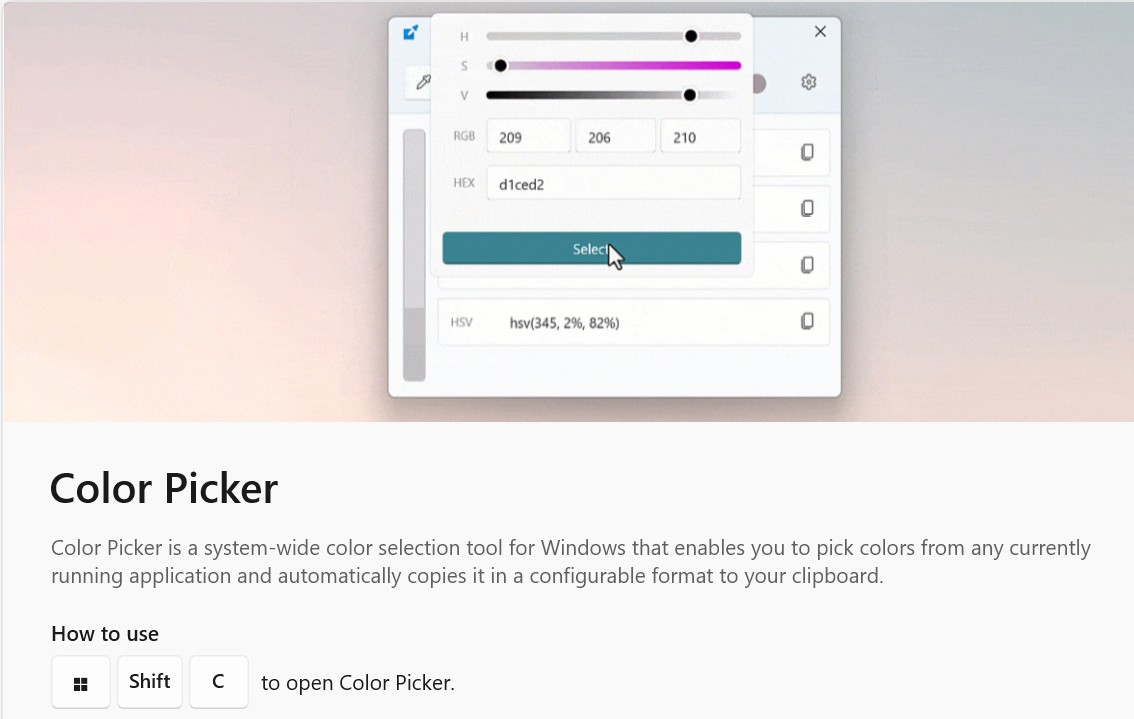 H
S
V
RGB 209 206 210
HEX d1ced2
Select
HSV hsv(345, 2%, 82%)
Color Picker
Color Picker is a system-wide color selection tool for Windows that enables you to pick colors from any currently
running application and automatically copies it in a configurable format to your clipboard.
How to use
Shift C to open Color Picker.